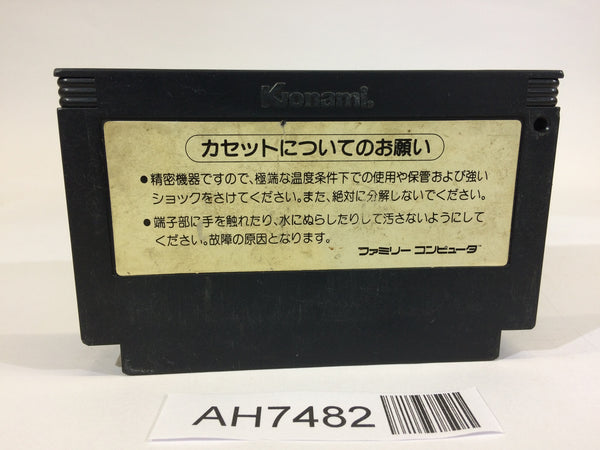 Konami
カセットについてのお願い
●精密機器ですので、極端な温度条件下での使用や保管および強い
ショックをさけてください。また、絶対に分解しないでください。
●端子部に手を触れたり、水にぬらしたりして汚さないようにして
ください。故障の原因となります。
ファミリーコンピュータ
AH7482